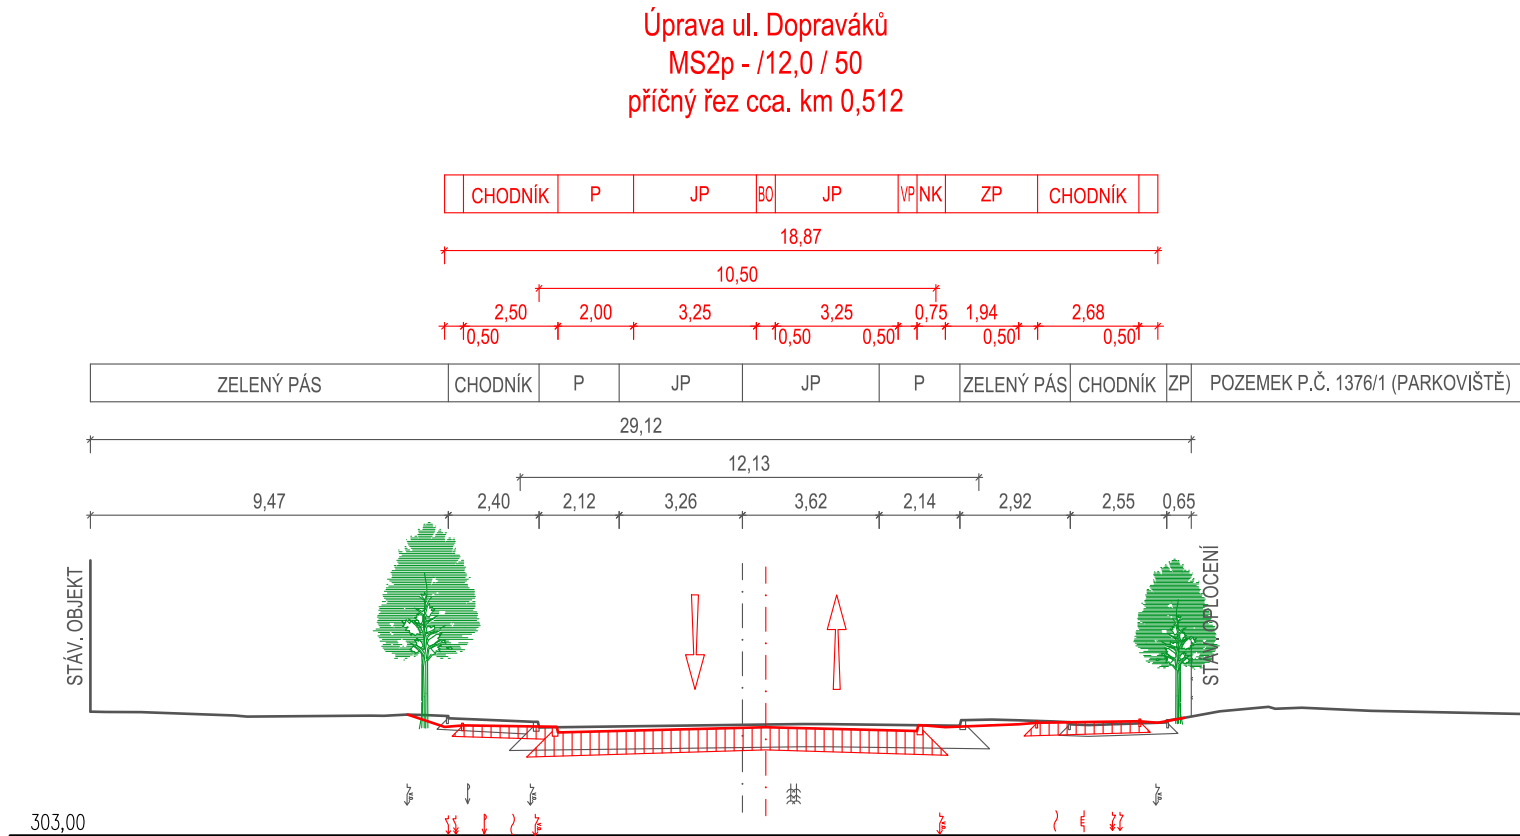 Úprava ul. Dopraváků
MS2p - /12,0 / 50
příčný řez cca. km 0,512
CHODNÍK P JP BO JP VP NK ZP CHODNÍK
18,87
10,50
2,50 2,00 3,25 3,25 0,75 1,94 2,68
0,50 0,50 0,50 0,50 0,50
ZELENÝ PÁS CHODNÍK P JP JP P ZELENÝ PÁS CHODNÍK ZP POZEMEK P.Č. 1376/1 (PARKOVIŠTĚ)
29,12
12,13
9,47 2,40 2,12 3,26 3,62 2,14 2,92 2,55 0,65
STÁV. OBJEKT
STÁV. OPLOCENÍ
303,00